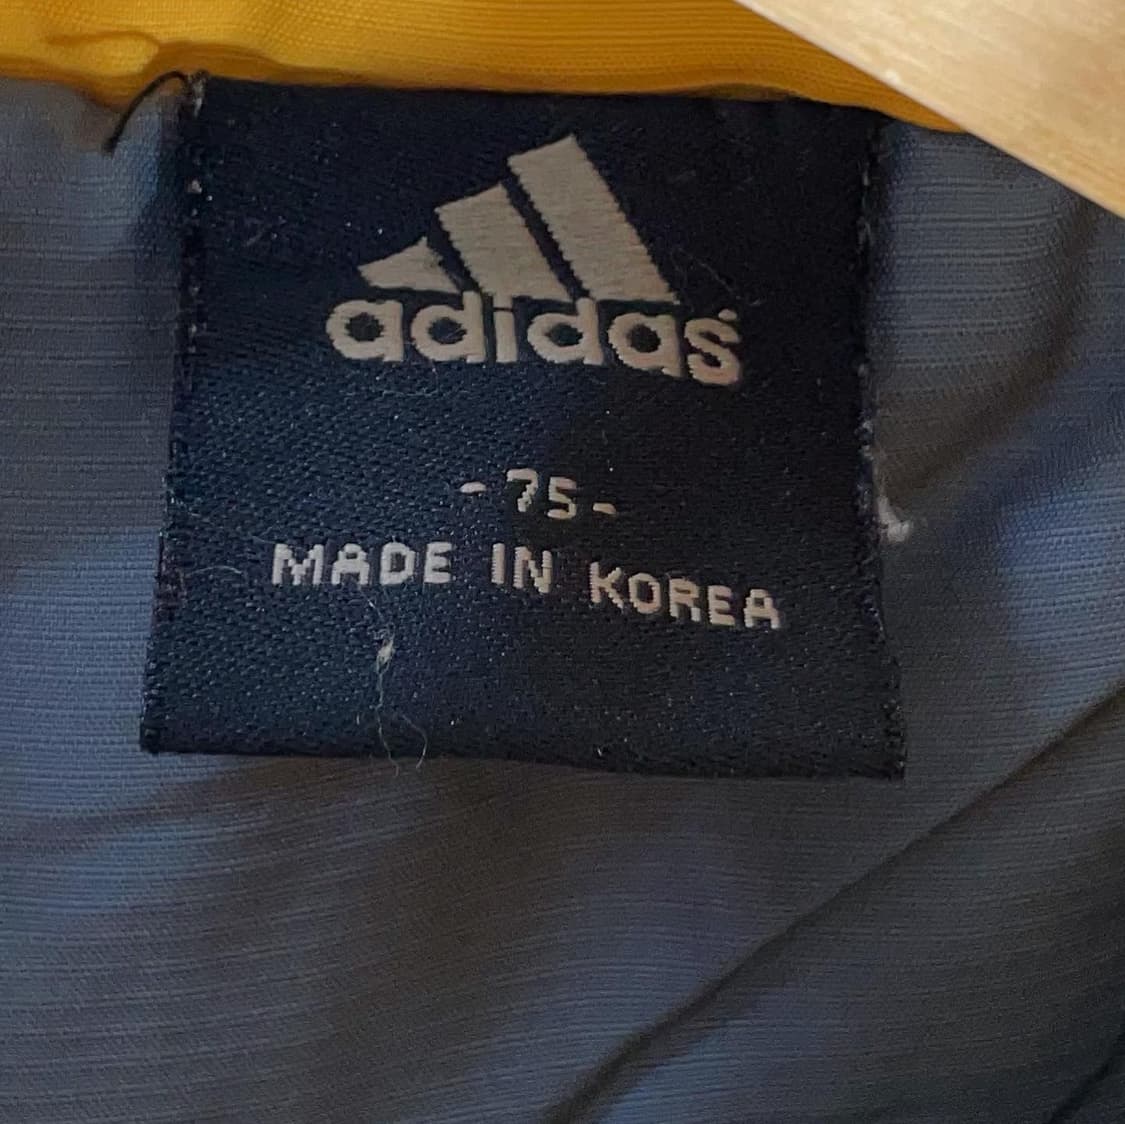 adidas
-75-
MADE IN KOREA